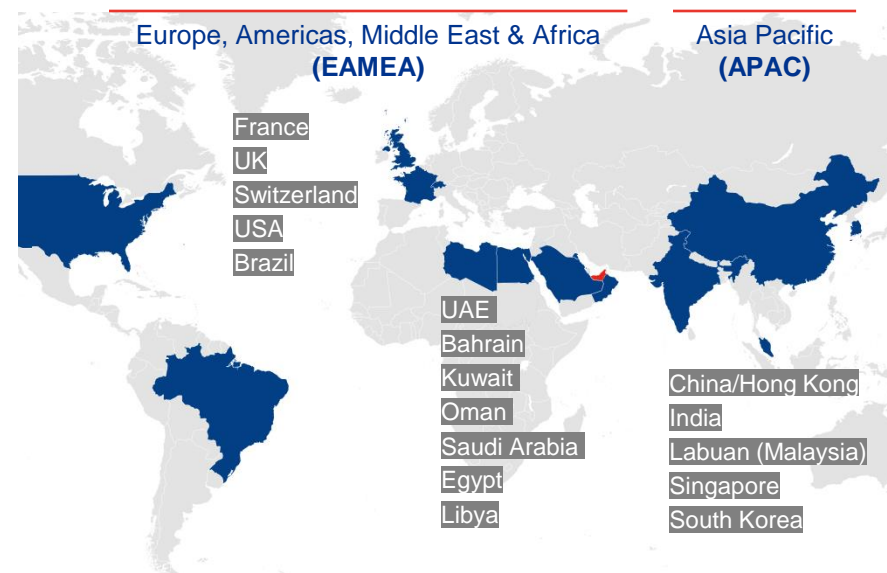 Europe, Americas, Middle East & Africa
(EAMEA)
Asia Pacific
(APAC)
France
UK
Switzerland
USA
Brazil
UAE
Bahrain
Kuwait
Oman
Saudi Arabia
Egypt
Libya
China/Hong Kong
India
Labuan (Malaysia)
Singapore
South Korea